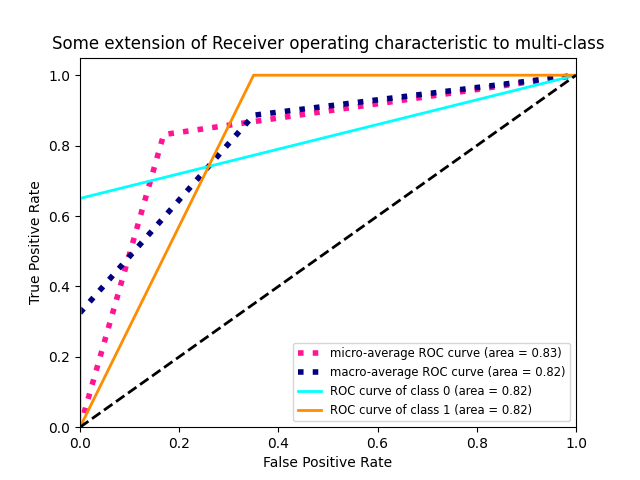 Some extension of Receiver operating characteristic to multi-class
1.0
0.8
0.6
0.4
0.2
0.0
True Positive Rate
micro-average ROC curve (area = 0.83)
macro-average ROC curve (area = 0.82)
ROC curve of class 0 (area = 0.82)
ROC curve of class 1 (area = 0.82)
0.0 0.2 0.4 0.6 0.8 1.0
False Positive Rate